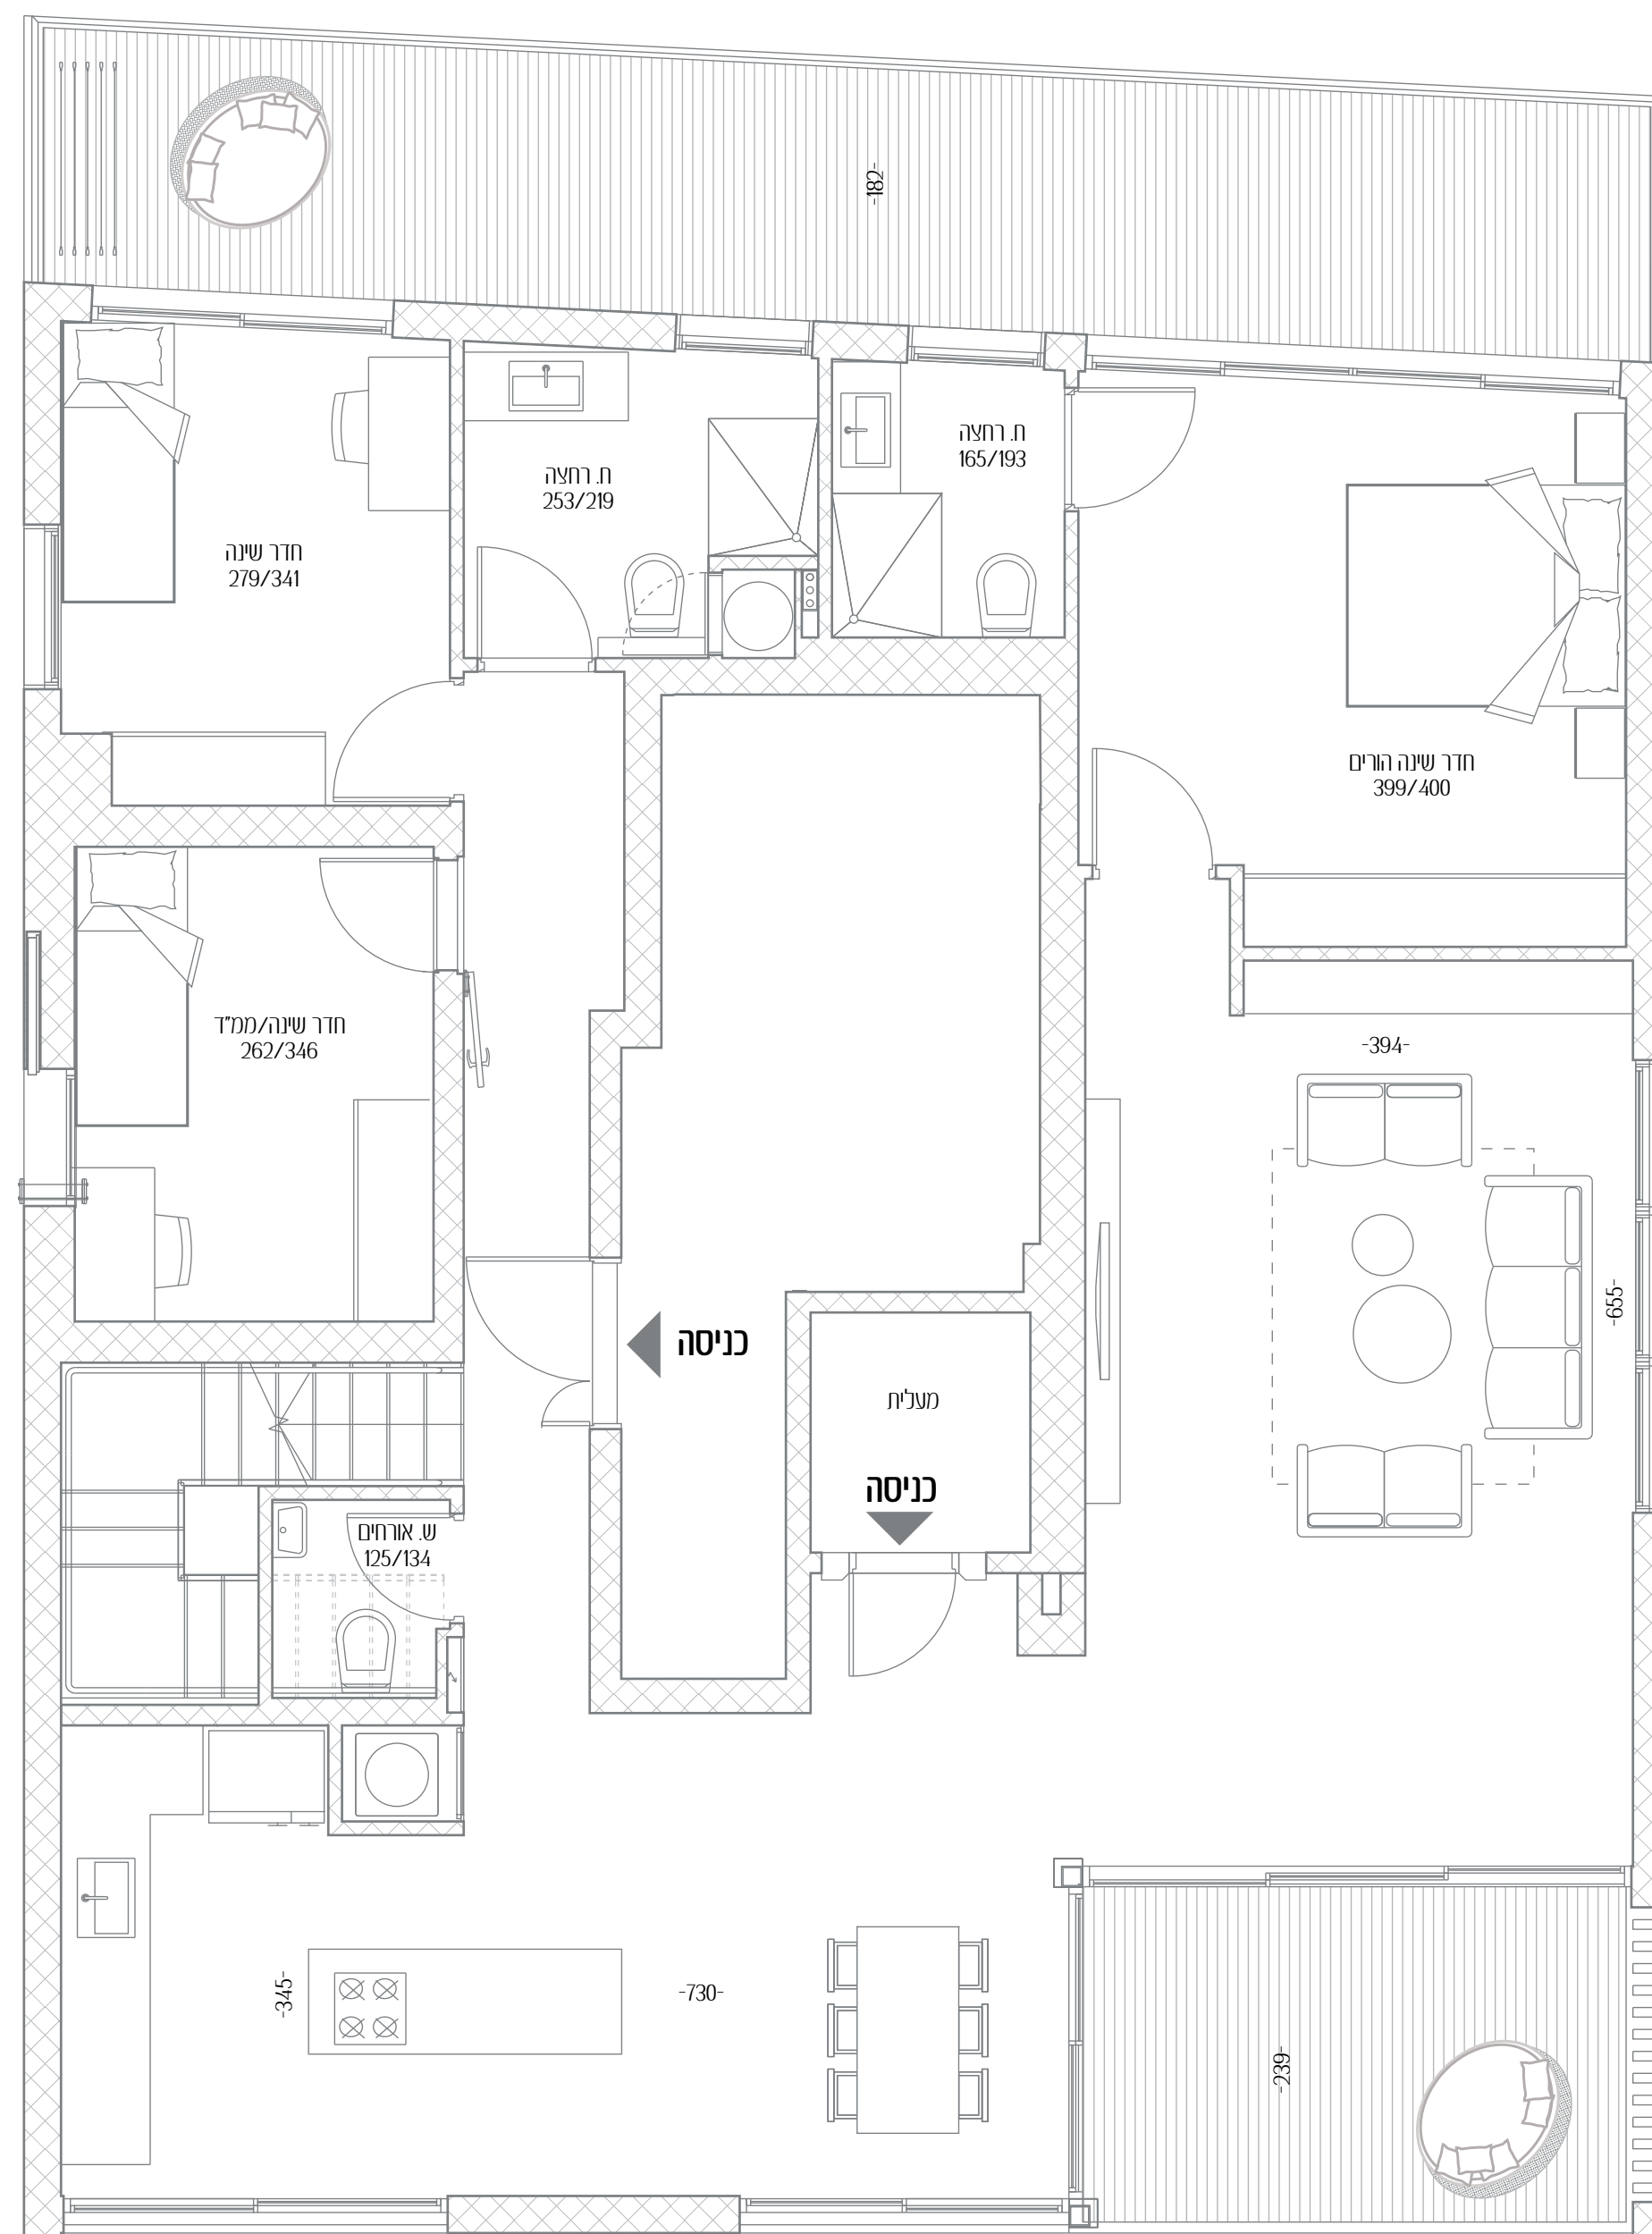 -182-
ח. רחצה
165/193
ח. רחצה
253/219
חדר שינה
279/341
חדר שינה הורים
399/400
חדר שינה/ממ"ד
262/346
-394-
-655-
כניסה
מעלית
כניסה
ש. אורחים
125/134
-345-
-730-
-239-